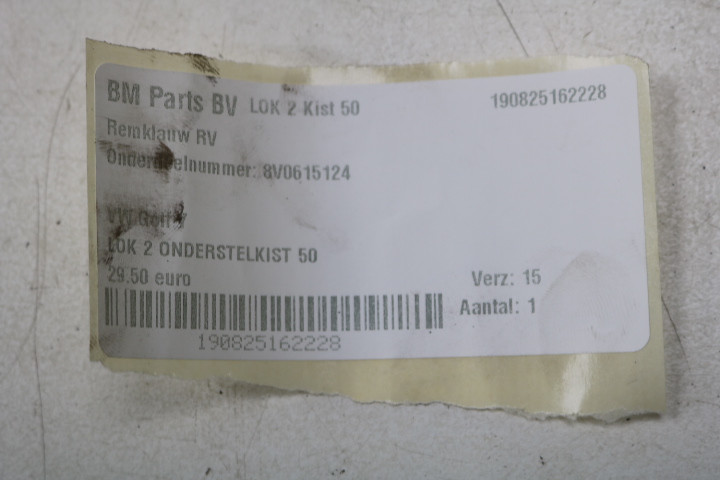 BM Parts BV LOK 2 Kist 50 190825162228
Remklauw RV
Onderdeelnummer: 8V0615124
VW Golf 7
LOK 2 ONDERSTELKIST 50
29.50 euro Verz: 15
Aantal: 1
190825162228